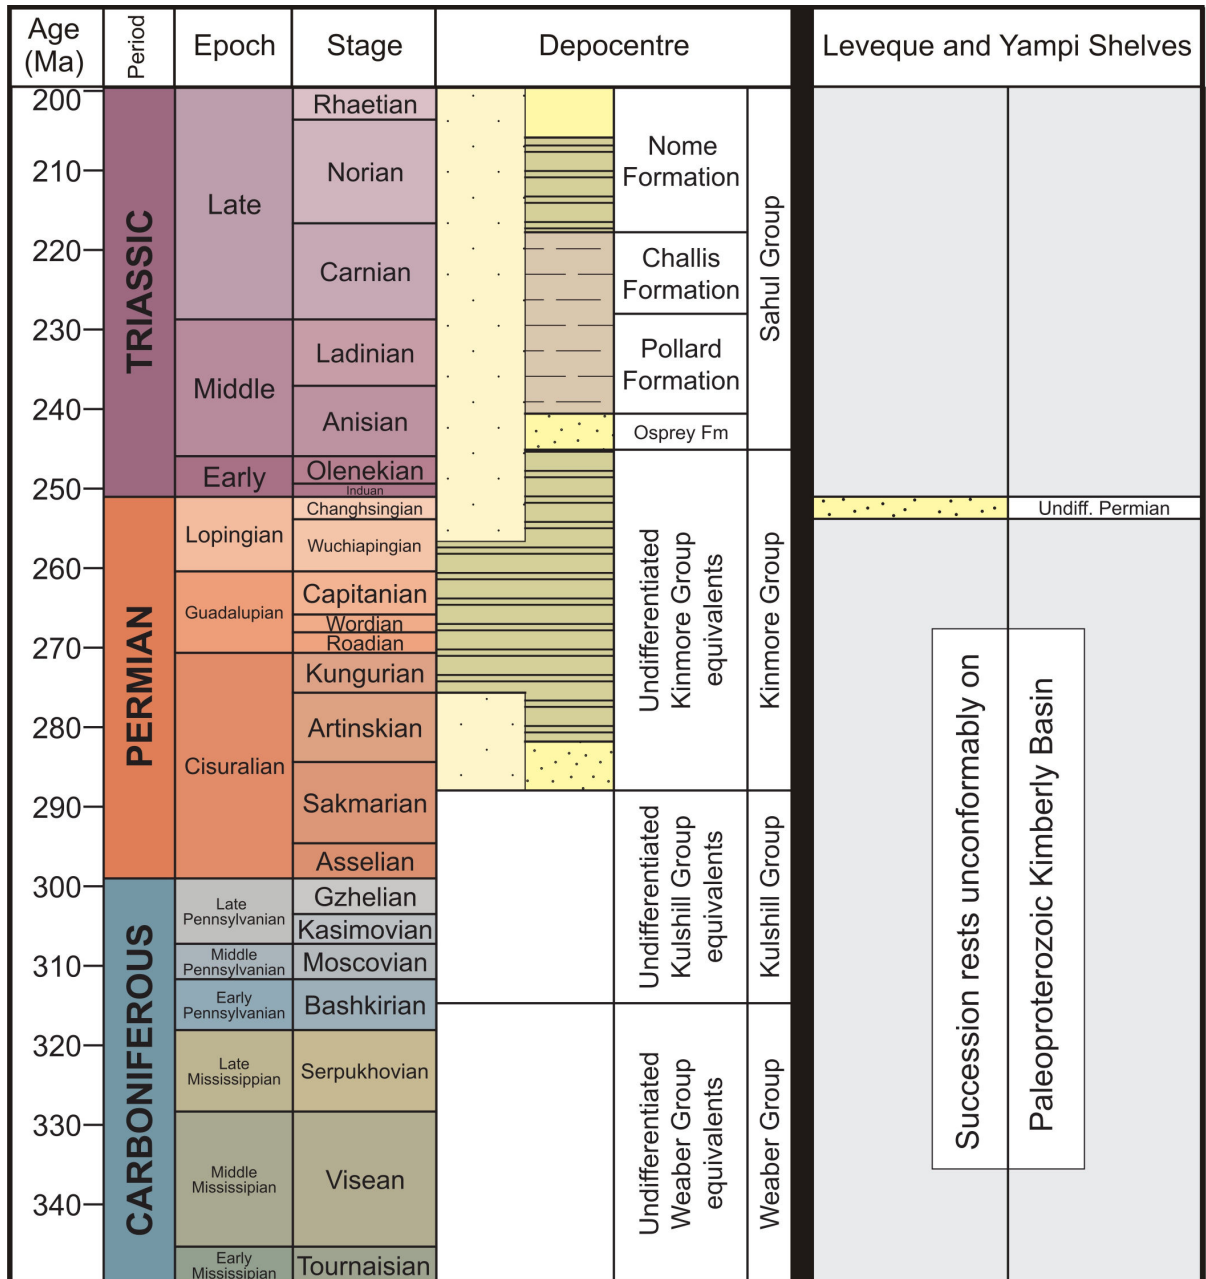 Age
(Ma)
Period
Epoch
Stage
Depocentre
Leveque and Yampi Shelves
200
210
220
230
240
250
260
270
280
290
300
310
320
330
340
TRIASSIC
PERMIAN
CARBONIFEROUS
Late
Middle
Early
Lopingian
Guadalupian
Cisuralian
Late
Pennsylvanian
Middle
Pennsylvanian
Early
Pennsylvanian
Late
Mississippian
Middle
Mississipian
Early
Mississipian
Rhaetian
Norian
Carnian
Ladinian
Anisian
Olenekian
Induan
Changhsingian
Wuchiapingian
Capitanian
Wordian
Roadian
Kungurian
Artinskian
Sakmarian
Asselian
Gzhelian
Kasimovian
Moscovian
Bashkirian
Serpukhovian
Visean
Tournaisian
Nome
Formation
Challis
Formation
Pollard
Formation
Osprey Fm
Undifferentiated
Kinmore Group
equivalents
Undifferentiated
Kulshill Group
equivalents
Undifferentiated
Weaber Group
equivalents
Sahul Group
Kinmore Group
Kulshill Group
Weaber Group
Undiff. Permian
Succession rests unconformably on
Paleoproterozoic Kimberly Basin